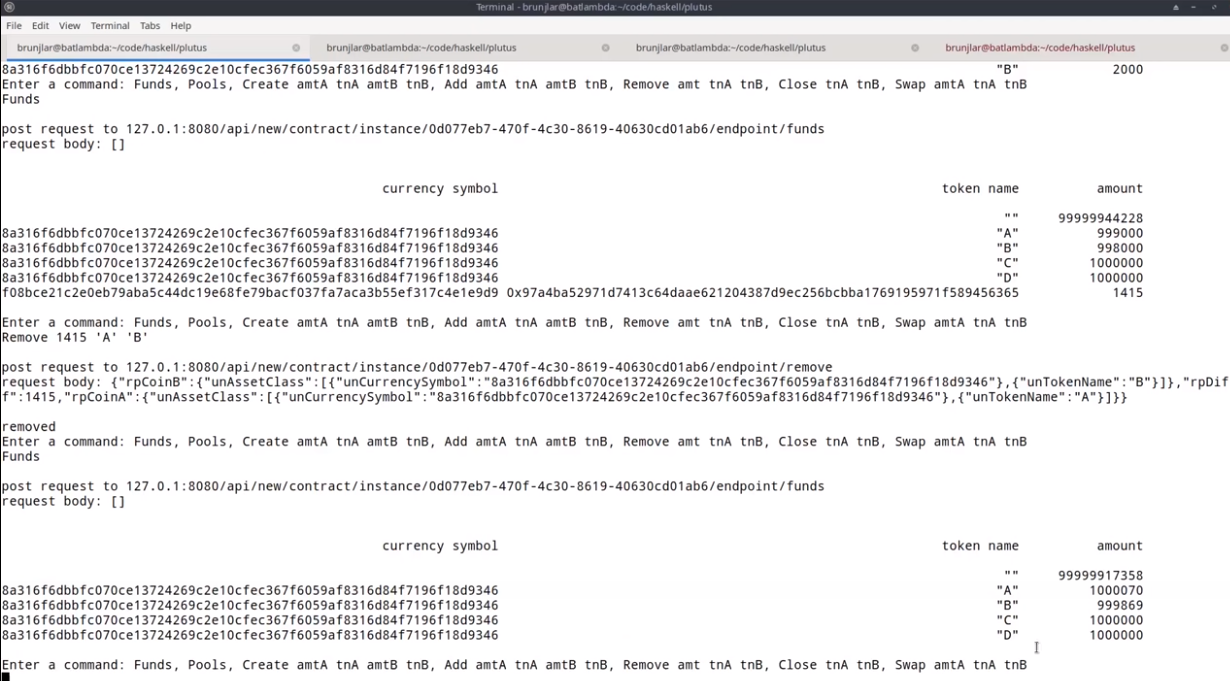 Terminal - brunjlar@batlambda:~/code/haskell/plutus
File Edit View Terminal Tabs Help
brunjlar@batlambda:~/code/haskell/plutus brunjlar@batlambda:~/code/haskell/plutus brunjlar@batlambda:~/code/haskell/plutus brunjlar@batlambda:~/code/haskell/plutus
8a316f6dbbfc070ce13724269c2e10cfec367f6059af8316d84f7196f18d9346 "B" 2000
Enter a command: Funds, Pools, Create amtA tnA amtB tnB, Add amtA tnA amtB tnB, Remove amt tnA tnB, Close tnA tnB, Swap amtA tnA tnB
Funds
post request to 127.0.1:8080/api/new/contract/instance/0d077eb7-470f-4c30-8619-40630cd01ab6/endpoint/funds
request body: []
currency symbol token name amount
"" 99999944228
8a316f6dbbfc070ce13724269c2e10cfec367f6059af8316d84f7196f18d9346 "A" 999000
8a316f6dbbfc070ce13724269c2e10cfec367f6059af8316d84f7196f18d9346 "B" 998000
8a316f6dbbfc070ce13724269c2e10cfec367f6059af8316d84f7196f18d9346 "C" 1000000
8a316f6dbbfc070ce13724269c2e10cfec367f6059af8316d84f7196f18d9346 "D" 1000000
f08bce21c2e0eb79aba5c44dc19e68fe79bacf037fa7aca3b55ef317c4e1e9d9 0x97a4ba52971d7413c64daae621204387d9ec256bcbba1769195971f589456365 1415
Enter a command: Funds, Pools, Create amtA tnA amtB tnB, Add amtA tnA amtB tnB, Remove amt tnA tnB, Close tnA tnB, Swap amtA tnA tnB
Remove 1415 'A' 'B'
post request to 127.0.1:8080/api/new/contract/instance/0d077eb7-470f-4c30-8619-40630cd01ab6/endpoint/remove
request body: {"rpCoinB":{"unAssetClass":[{"unCurrencySymbol":"8a316f6dbbfc070ce13724269c2e10cfec367f6059af8316d84f7196f18d9346"},{"unTokenName":"B"}]},"rpDif
f":1415,"rpCoinA":{"unAssetClass":[{"unCurrencySymbol":"8a316f6dbbfc070ce13724269c2e10cfec367f6059af8316d84f7196f18d9346"},{"unTokenName":"A"}]}}
removed
Enter a command: Funds, Pools, Create amtA tnA amtB tnB, Add amtA tnA amtB tnB, Remove amt tnA tnB, Close tnA tnB, Swap amtA tnA tnB
Funds
post request to 127.0.1:8080/api/new/contract/instance/0d077eb7-470f-4c30-8619-40630cd01ab6/endpoint/funds
request body: []
currency symbol token name amount
"" 99999917358
8a316f6dbbfc070ce13724269c2e10cfec367f6059af8316d84f7196f18d9346 "A" 1000070
8a316f6dbbfc070ce13724269c2e10cfec367f6059af8316d84f7196f18d9346 "B" 999869
8a316f6dbbfc070ce13724269c2e10cfec367f6059af8316d84f7196f18d9346 "C" 1000000
8a316f6dbbfc070ce13724269c2e10cfec367f6059af8316d84f7196f18d9346 "D" 1000000
Enter a command: Funds, Pools, Create amtA tnA amtB tnB, Add amtA tnA amtB tnB, Remove amt tnA tnB, Close tnA tnB, Swap amtA tnA tnB